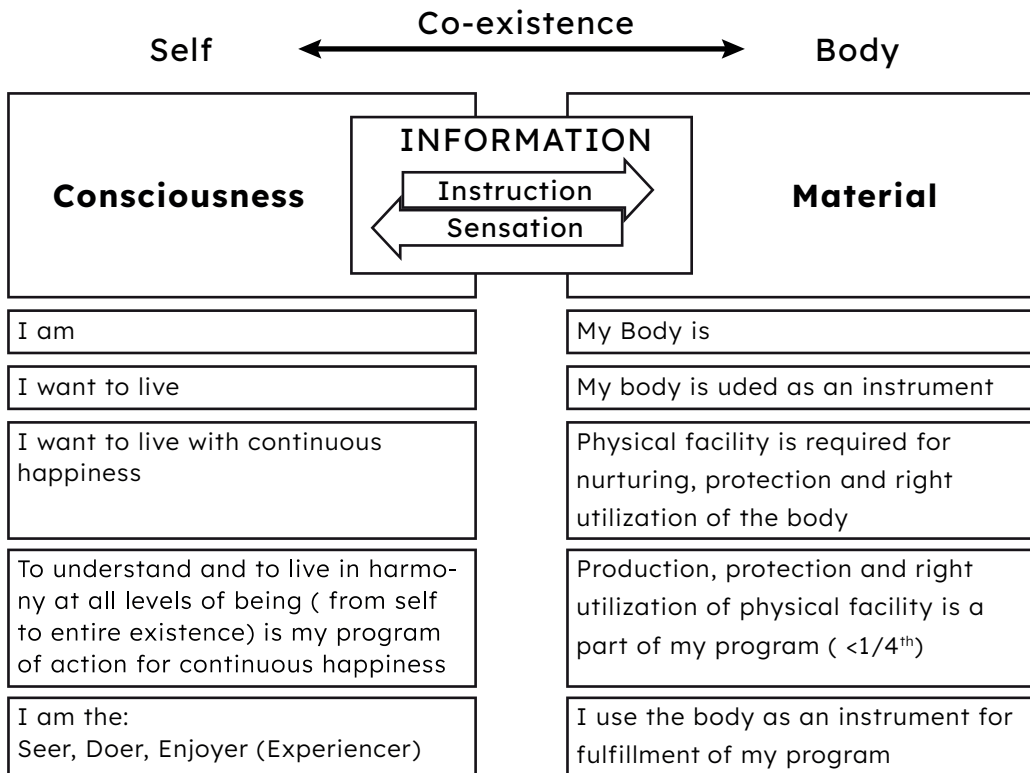 Co-existence
Self
Body
INFORMATION
Consciousness
Instruction
Sensation
Material
I am
My Body is
I want to live
My body is uded as an instrument
I want to live with continuous
happiness
Physical facility is required for
nurturing, protection and right
utilization of the body
To understand and to live in harmo-
ny at all levels of being ( from self
to entire existence) is my program
of action for continuous happiness
Production, protection and right
utilization of physical facility is a
part of my program ( <1/4th)
I am the:
Seer, Doer, Enjoyer (Experiencer)
I use the body as an instrument for
fulfillment of my program